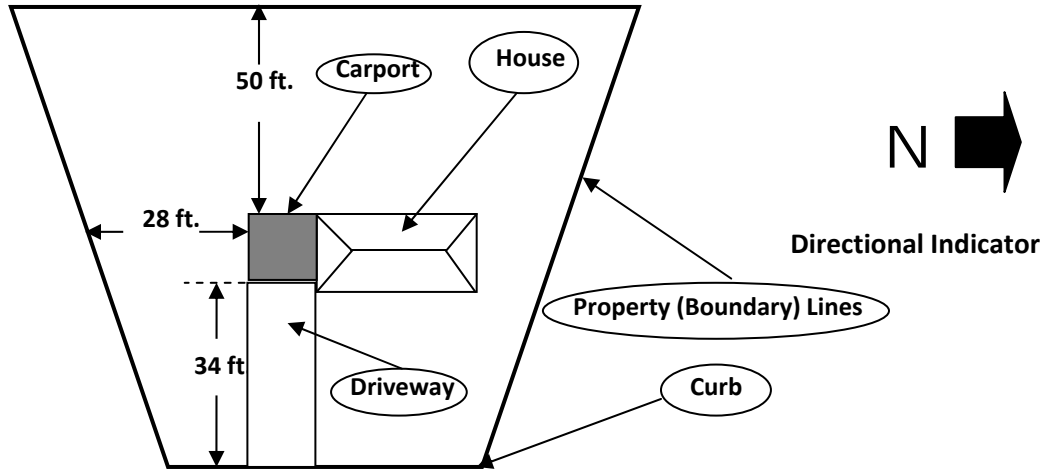 House
Carport
50 ft.
N
28 ft.
Directional Indicator
Property (Boundary) Lines
34 ft
Driveway
Curb